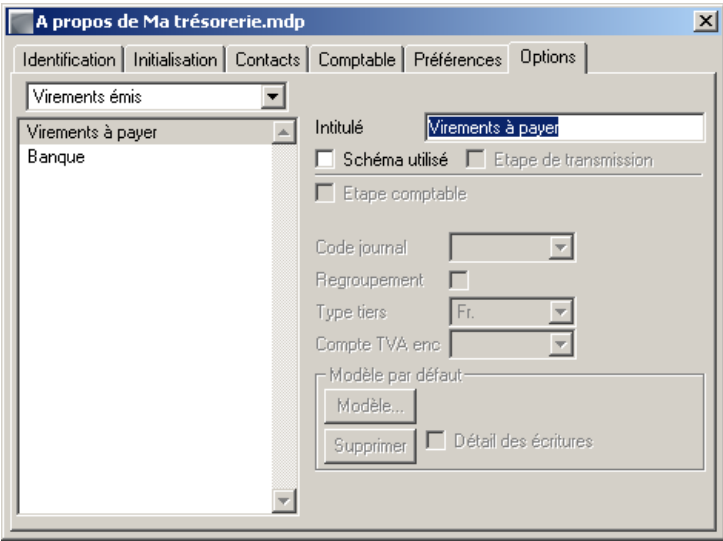 A propos de Ma trésorerie.mdp
Identification Initialisation Contacts Comptable Préférences Options
Virements émis
Virements à payer
Banque
Intitulé Virements à payer
Schéma utilisé Etape de transmission
Etape comptable
Code journal
Regroupement
Type tiers Fr.
Compte TVA enc
Modèle par défaut
Modèle...
Supprimer Détail des écritures